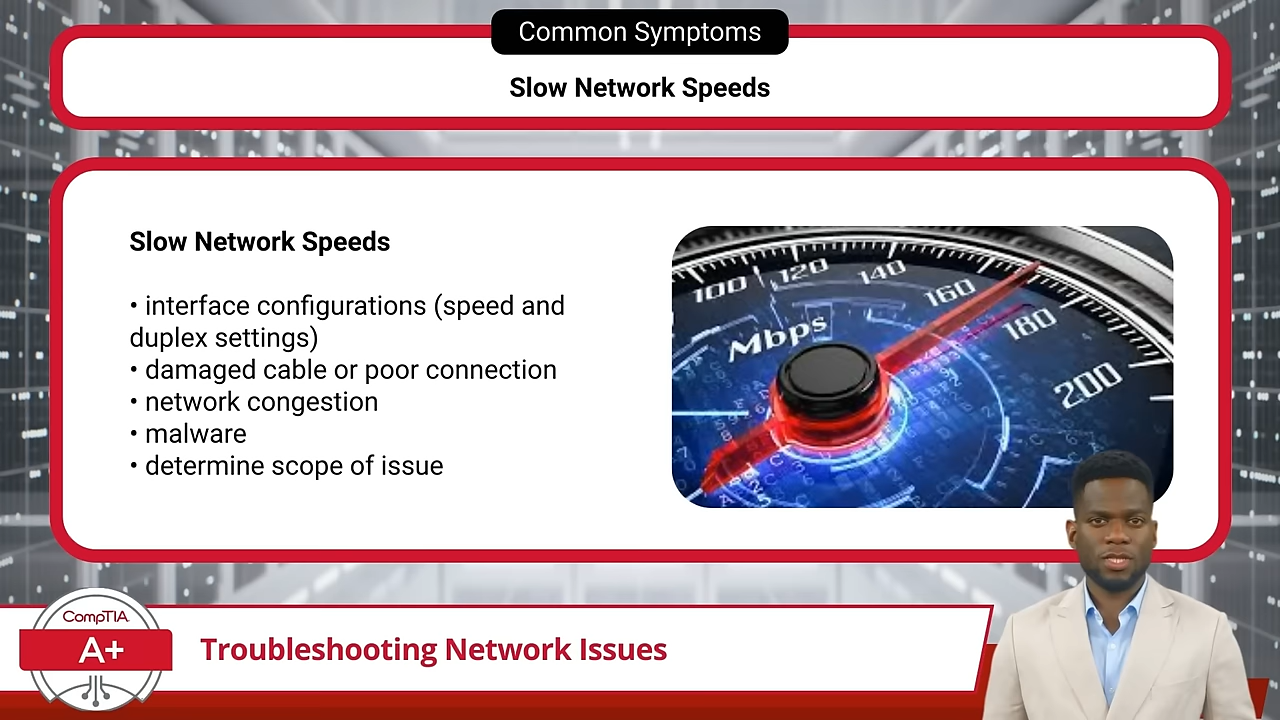 Common Symptoms
Slow Network Speeds
Slow Network Speeds
• interface configurations (speed and
duplex settings)
• damaged cable or poor connection
• network congestion
• malware
• determine scope of issue
100
120
140
160
180
200
Mbps
CompTIA
A+
Troubleshooting Network Issues